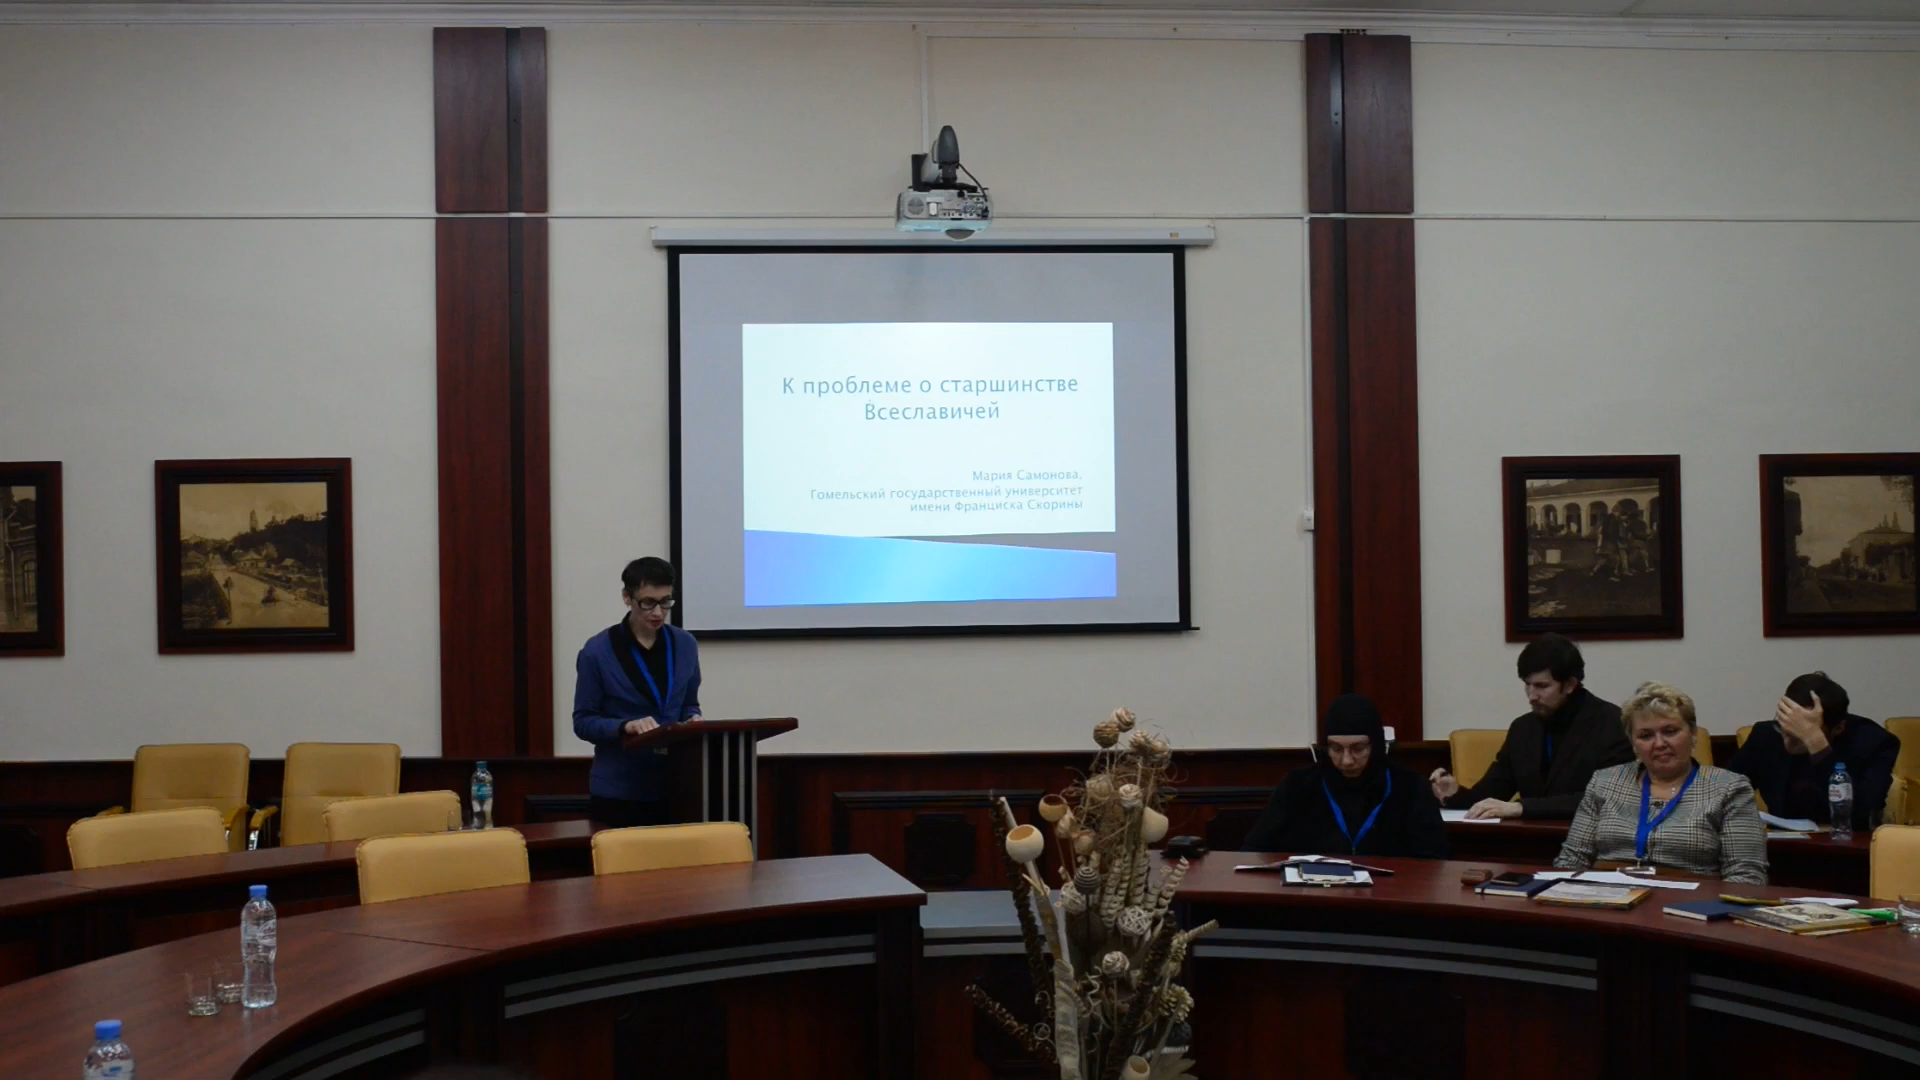 К проблеме о старшинстве
Всеславичей
Мария Самонова,
Гомельский государственный университет
имени Франциска Скорины